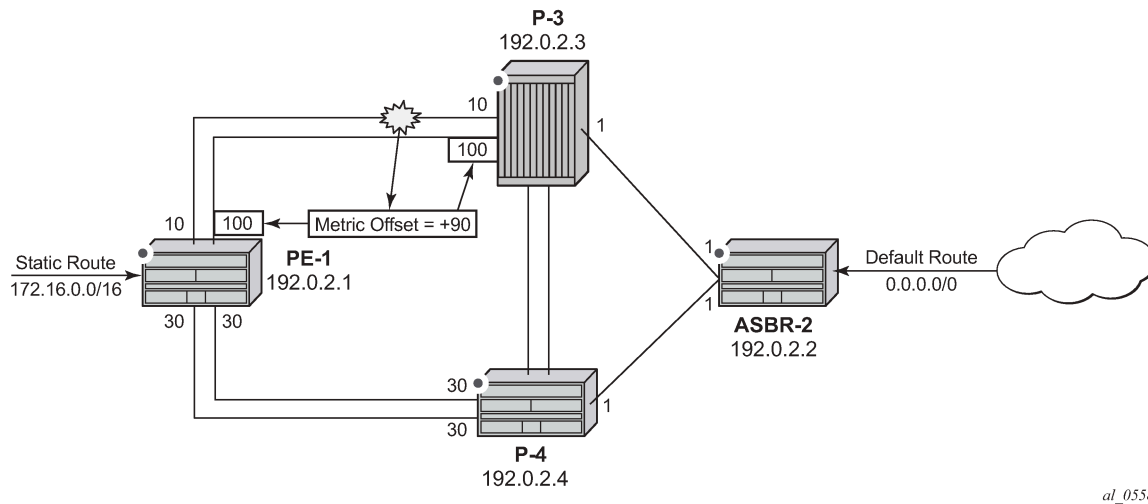 P-3
192.0.2.3
10
1
100
10
100
Metric Offset = +90
PE-1
192.0.2.1
Static Route
172.16.0.0/16
30
30
1
1
Default Route
0.0.0.0/0
ASBR-2
192.0.2.2
30
30
1
P-4
192.0.2.4